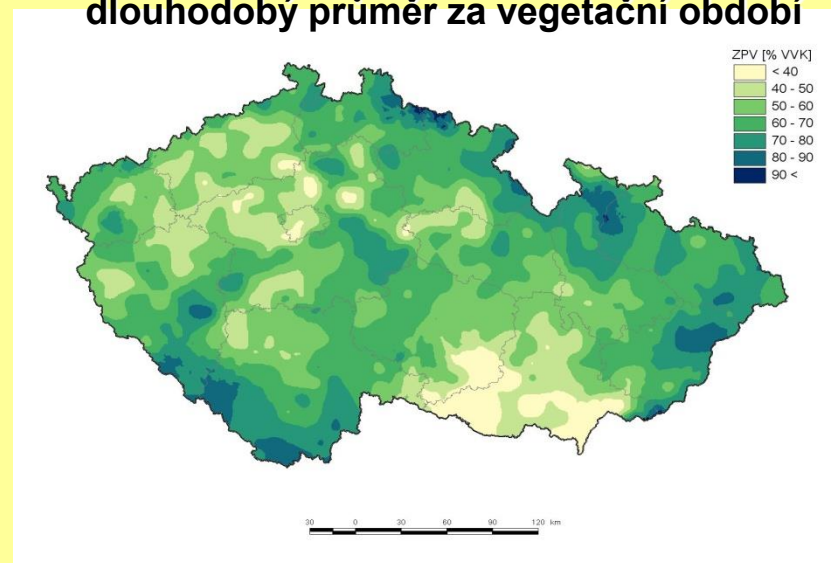 dlouhodobý průměr za vegetační období
ZPV [% VVK]
< 40
40 - 50
50 - 60
60 - 70
70 - 80
80 - 90
90 <
30 0 30 60 90 120 km